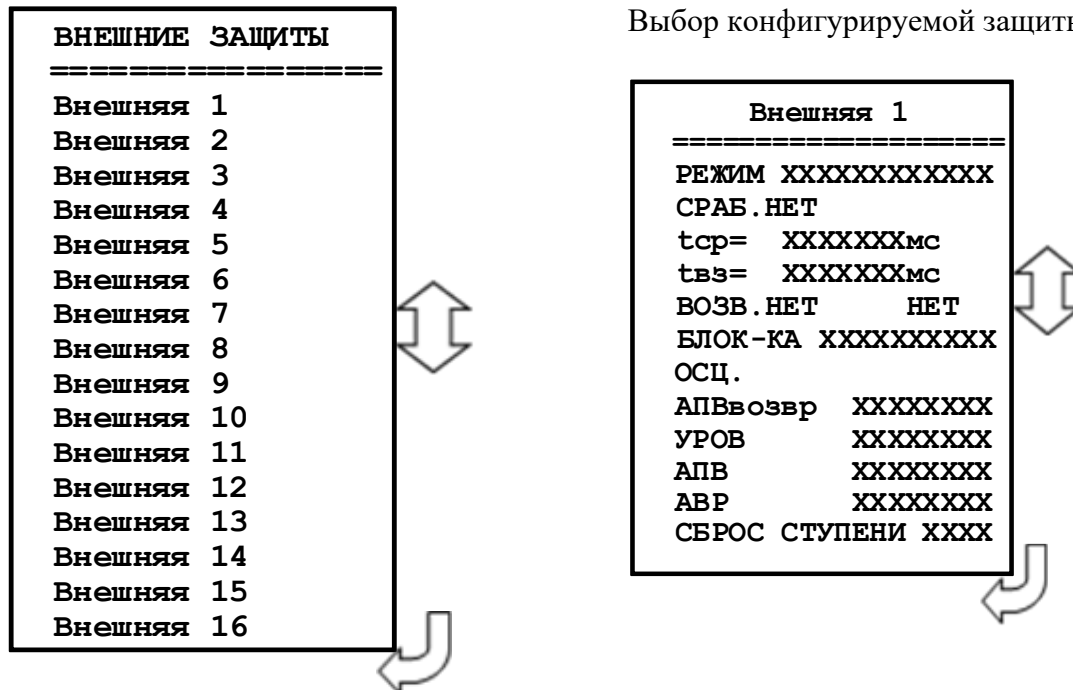 ВНЕШНИЕ ЗАЩИТЫ
=================
Внешняя 1
Внешняя 2
Внешняя 3
Внешняя 4
Внешняя 5
Внешняя 6
Внешняя 7
Внешняя 8
Внешняя 9
Внешняя 10
Внешняя 11
Внешняя 12
Внешняя 13
Внешняя 14
Внешняя 15
Внешняя 16
Выбор конфигурируемой защиты
Внешняя 1
====================
РЕЖИМ XXXXXXXXXXXX
СРАБ.НЕТ
tср= XXXXXXXмс
tвз= XXXXXXXмс
ВОЗВ.НЕТ НЕТ
БЛОК-КА XXXXXXXXXX
ОСЦ.
АПВвозвр XXXXXXXX
УРОВ XXXXXXXX
АПВ XXXXXXXX
АВР XXXXXXXX
СБРОС СТУПЕНИ XXXX